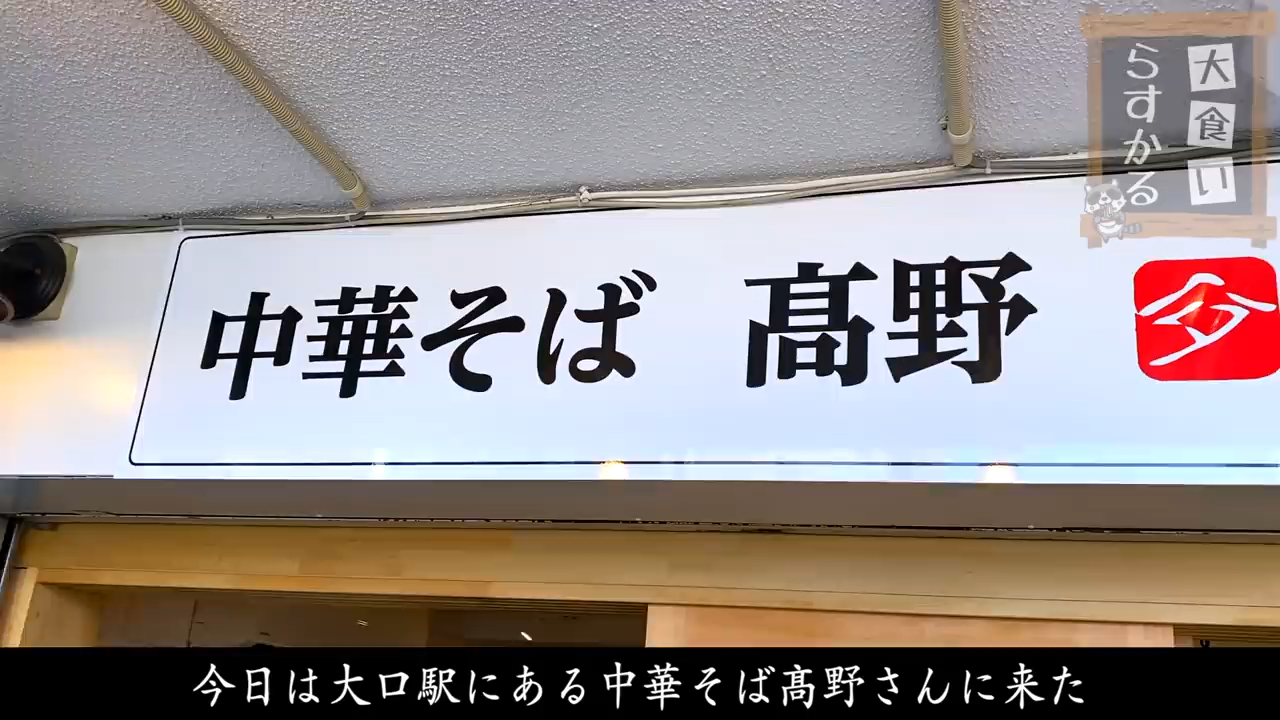 大食い
らすかる
中華そば 髙野
今日は大口駅にある中華そば髙野さんに来た